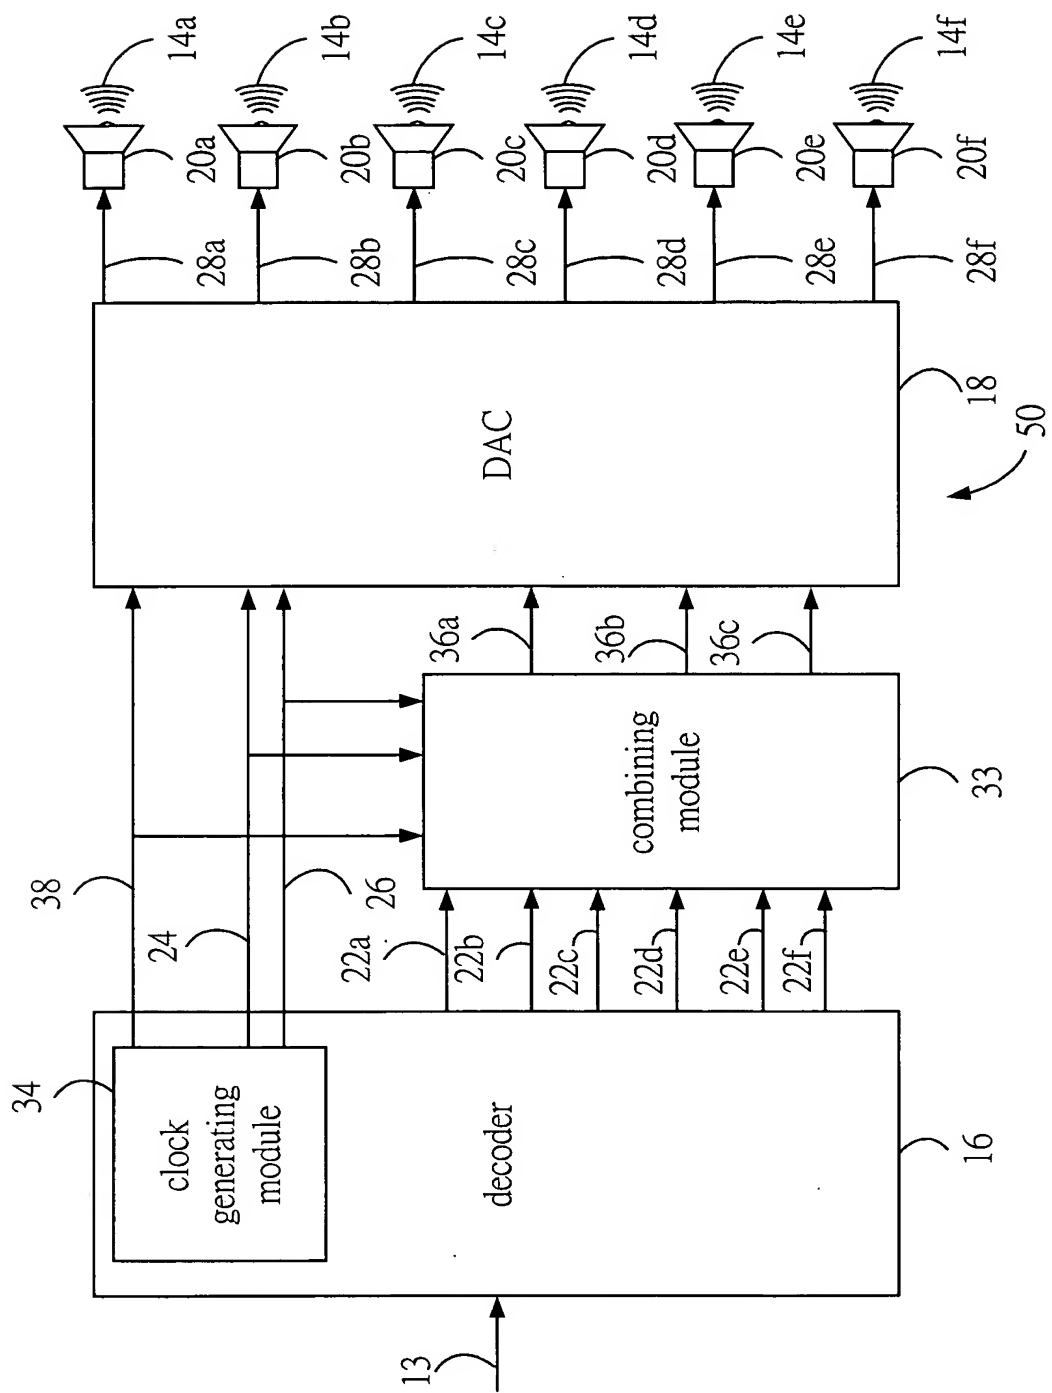 14a
14b
14c
14d
14e
14f
20a
20b
20c
20d
20e
20f
28a
28b
28c
28d
28e
28f
DAC
18
50
36a
36b
36c
combining
module
33
38
24
26
22a
22b
22c
22d
22e
22f
34
clock
generating
module
decoder
16
13